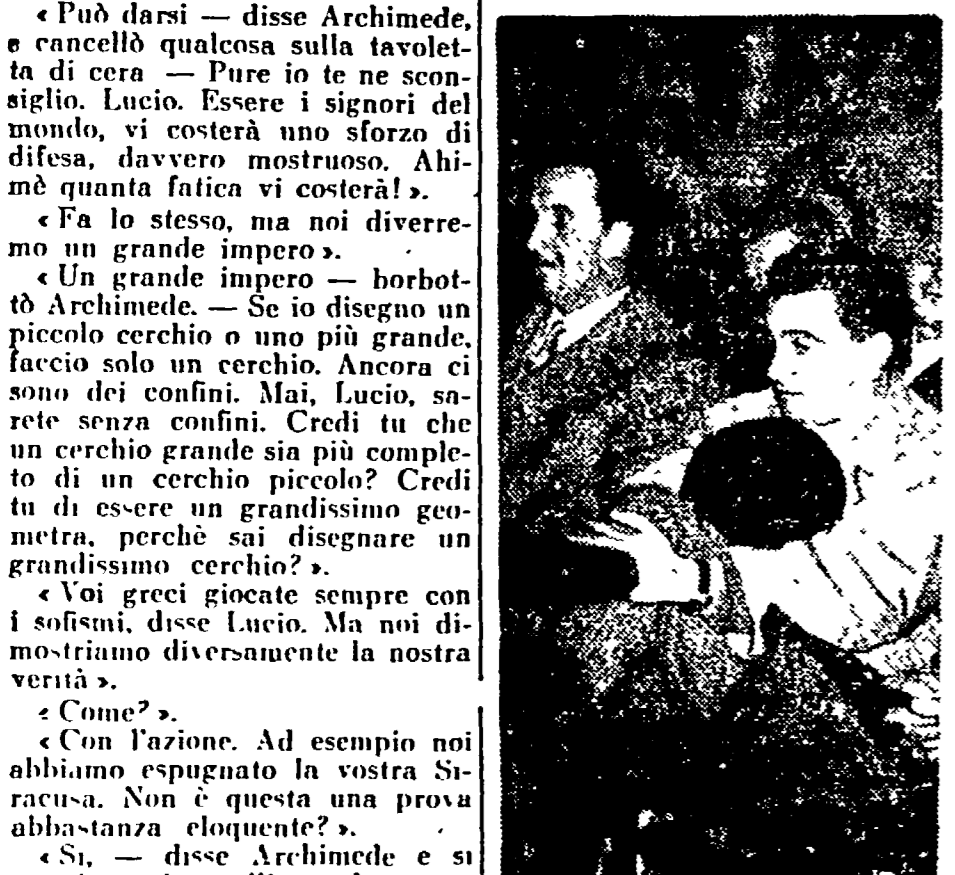 « Può darsi — disse Archimede,
e cancellò qualcosa sulla tavolet-
ta di cera — Pure io te ne scon-
siglio. Lucio. Essere i signori del
mondo, vi costerà uno sforzo di
difesa, davvero mostruoso. Ahi-
mè quanta fatica vi costerà! ».
« Fa lo stesso, ma noi diverre-
mo un grande impero ».
« Un grande impero — borbot-
tò Archimede. — Se io disegno un
piccolo cerchio o uno più grande,
faccio solo un cerchio. Ancora ci
sono dei confini. Mai, Lucio, sa-
rete senza confini. Credi tu che
un cerchio grande sia più comple-
to di un cerchio piccolo? Credi
tu di essere un grandissimo geo-
metra, perchè sai disegnare un
grandissimo cerchio? ».
« Voi greci giocate sempre con
i sofismi, disse Lucio. Ma noi di-
mostriamo diversamente la nostra
verità ».
« Come? ».
« Con l'azione. Ad esempio noi
abbiamo espugnato la vostra Si-
racusa. Non è questa una prova
abbastanza eloquente? ».
« Si, — disse Archimede e si